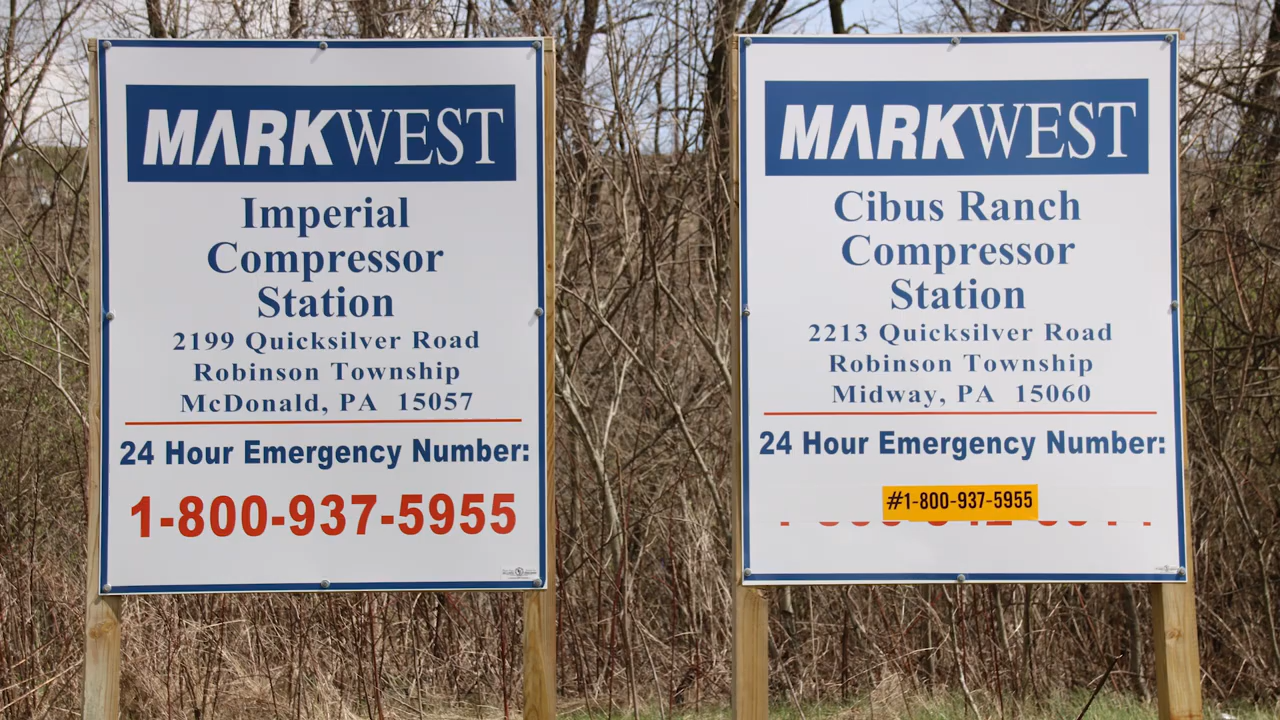 MARKWEST
Imperial
Compressor
Station
2199 Quicksilver Road
Robinson Township
McDonald, PA 15057
24 Hour Emergency Number:
1-800-937-5955
MARKWEST
Cibus Ranch
Compressor
Station
2213 Quicksilver Road
Robinson Township
Midway, PA 15060
24 Hour Emergency Number:
#1-800-937-5955